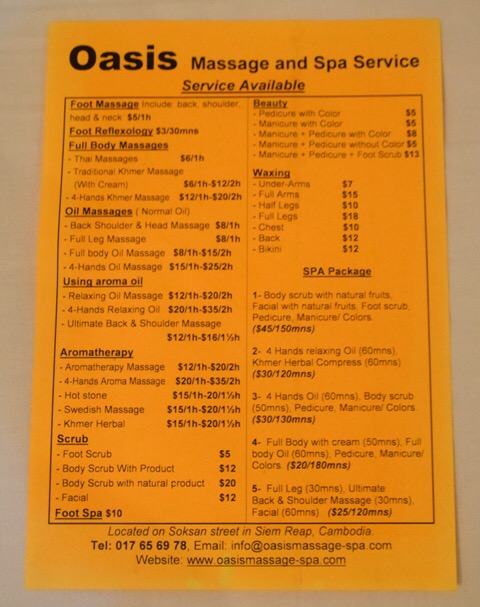 Oasis Massage and Spa Service
Service Available
Foot Massage Include: back, shoulder,
head & neck $5/1h
Foot Reflexology $3/30mns
Full Body Massages
- Thai Massages $6/1h
- Traditional Khmer Massage
(With Cream) $6/1h-$12/2h
- 4-Hands Khmer Massage $12/1h-$20/2h
Oil Massages ( Normal Oil)
- Back Shoulder & Head Massage $8/1h
- Full Leg Massage $8/1h
- Full body Oil Massage $8/1h-$15/2h
- 4-Hands Oil Massage $15/1h-$25/2h
Using aroma oil
- Relaxing Oil Massage $12/1h-$20/2h
- 4-Hands Relaxing Oil $20/1h-$35/2h
- Ultimate Back & Shoulder Massage
$12/1h-$16/1½h
Aromatherapy
- Aromatherapy Massage $12/1h-$20/2h
- 4-Hands Aroma Massage $20/1h-$35/2h
- Hot stone $15/1h-20/1½h
- Swedish Massage $15/1h-$20/1½h
- Khmer Herbal $15/1h-$20/1½h
Scrub
- Foot Scrub $5
- Body Scrub With Product $12
- Body Scrub with natural product $20
- Facial $12
Foot Spa $10
Beauty
- Pedicure with Color $5
- Manicure with Color $5
- Manicure + Pedicure with Color $8
- Manicure + Pedicure without Color $5
- Manicure + Pedicure + Foot Scrub $13
Waxing
- Under-Arms $7
- Full Arms $15
- Half Legs $10
- Full Legs $18
- Chest $10
- Back $12
- Bikini $12
SPA Package
1- Body scrub with natural fruits,
Facial with natural fruits, Foot scrub,
Pedicure, Manicure/ Colors.
($45/150mns)
2- 4 Hands relaxing Oil (60mns),
Khmer Herbal Compress (60mns)
($30/120mns)
3- 4 Hands Oil (60mns), Body scrub
(50mns), Pedicure, Manicure/ Colors.
($30/130mns)
4- Full Body with cream (50mns), Full
body Oil (60mns), Pedicure, Manicure/
Colors. ($20/180mns)
5- Full Leg (30mns), Ultimate
Back & Shoulder Massage (30mns),
Facial (60mns) ($25/120mns)
Located on Soksan street in Siem Reap, Cambodia.
Tel: 017 65 69 78, Email: info@oasismassage-spa.com
Website: www.oasismassage-spa.com